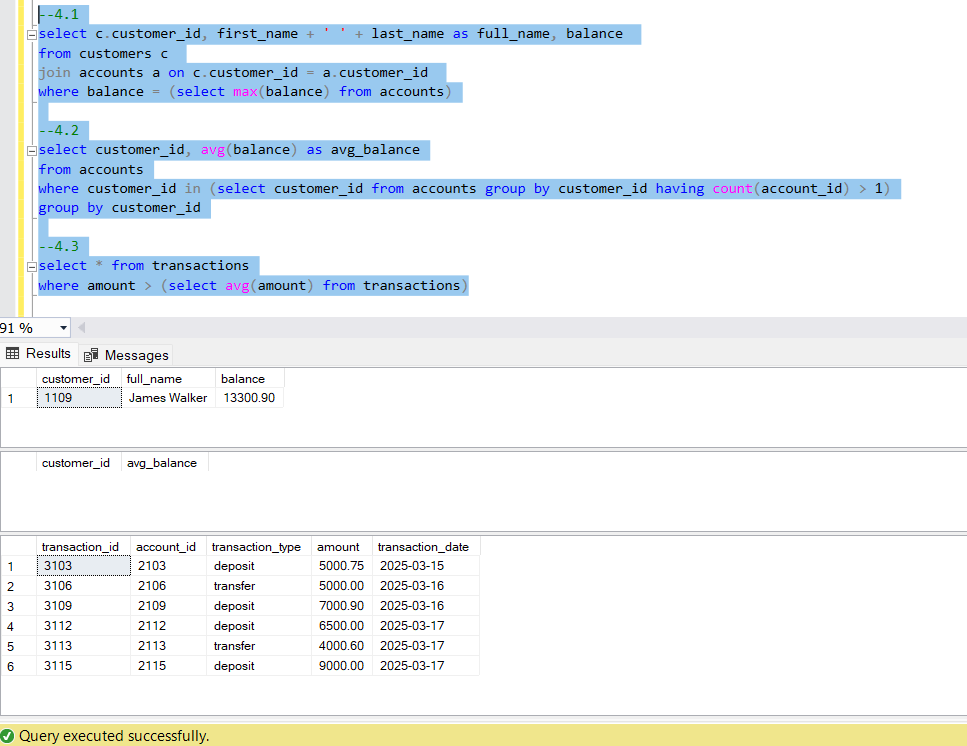 --4.1
select c.customer_id, first_name + ' ' + last_name as full_name, balance
from customers c
join accounts a on c.customer_id = a.customer_id
where balance = (select max(balance) from accounts)
--4.2
select customer_id, avg(balance) as avg_balance
from accounts
where customer_id in (select customer_id from accounts group by customer_id having count(account_id) > 1)
group by customer_id
--4.3
select * from transactions
where amount > (select avg(amount) from transactions)
91 %
Results Messages
customer_id full_name balance
1 1109 James Walker 13300.90
customer_id avg_balance
transaction_id account_id transaction_type amount transaction_date
1 3103 2103 deposit 5000.75 2025-03-15
2 3106 2106 transfer 5000.00 2025-03-16
3 3109 2109 deposit 7000.90 2025-03-16
4 3112 2112 deposit 6500.00 2025-03-17
5 3113 2113 transfer 4000.60 2025-03-17
6 3115 2115 deposit 9000.00 2025-03-17
Query executed successfully.